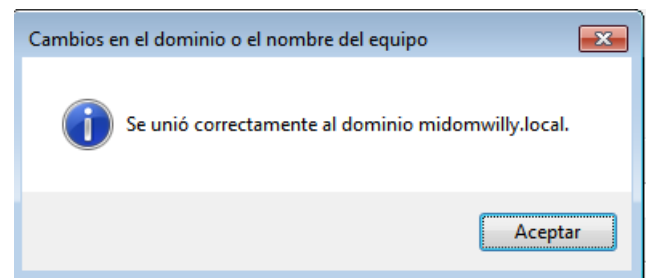 Cambios en el dominio o el nombre del equipo
Se unió correctamente al dominio midomwilly.local.
Aceptar